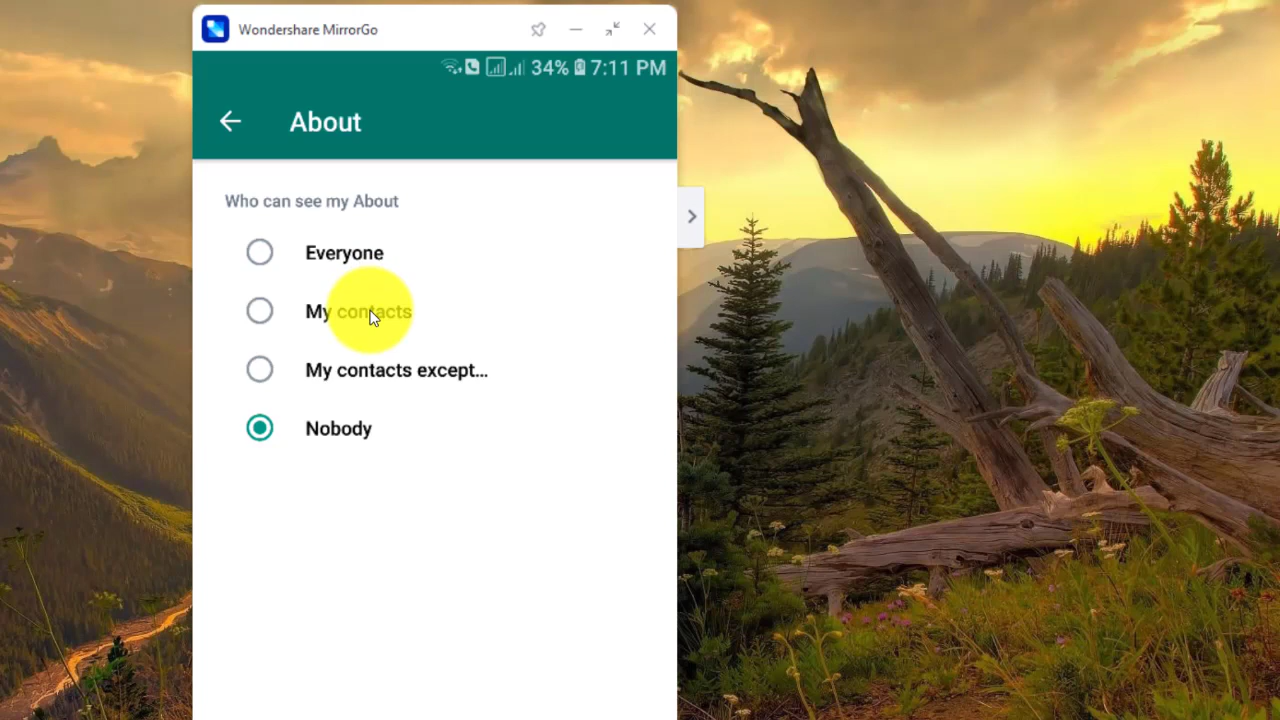 Wondershare MirrorGo
34% 7:11 PM
About
Who can see my About
Everyone
My contacts
My contacts except...
Nobody